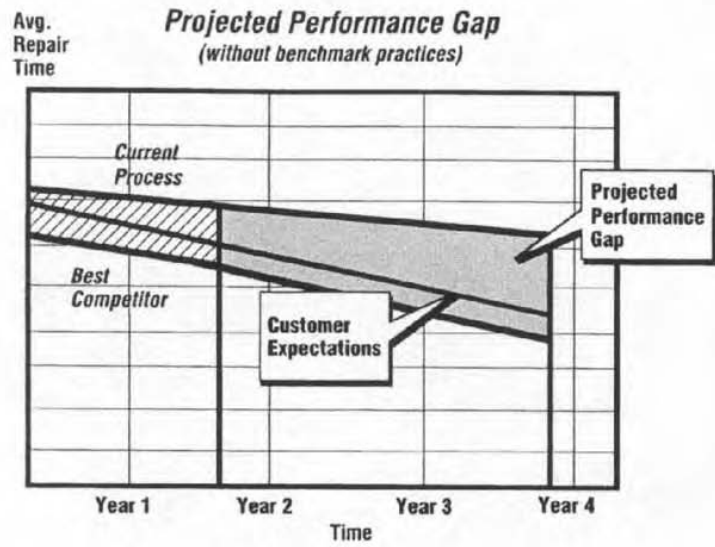 Avg.
Repair
Time
Projected Performance Gap
(without benchmark practices)
Current
Process
Projected
Performance
Gap
Best
Competitor
Customer
Expectations
Year 1
Year 2
Year 3
Year 4
Time